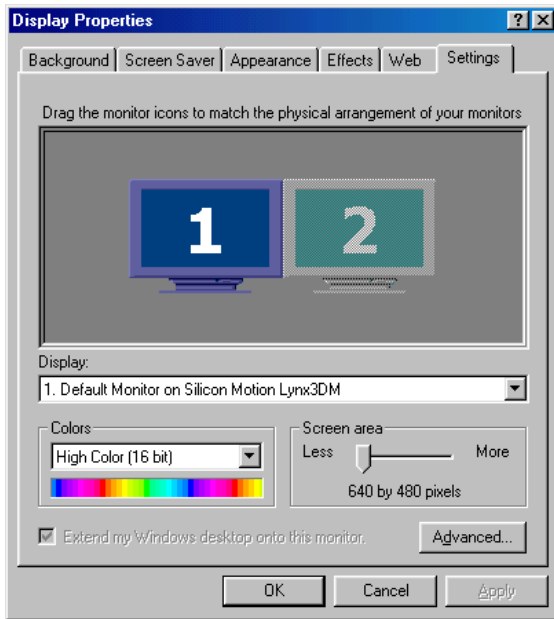 Display Properties
Background Screen Saver Appearance Effects Web Settings
Drag the monitor icons to match the physical arrangement of your monitors
1 2
Display:
1. Default Monitor on Silicon Motion Lynx3DM
Colors
High Color (16 bit)
Screen area
Less More
640 by 480 pixels
Extend my Windows desktop onto this monitor.
Advanced...
OK Cancel Apply